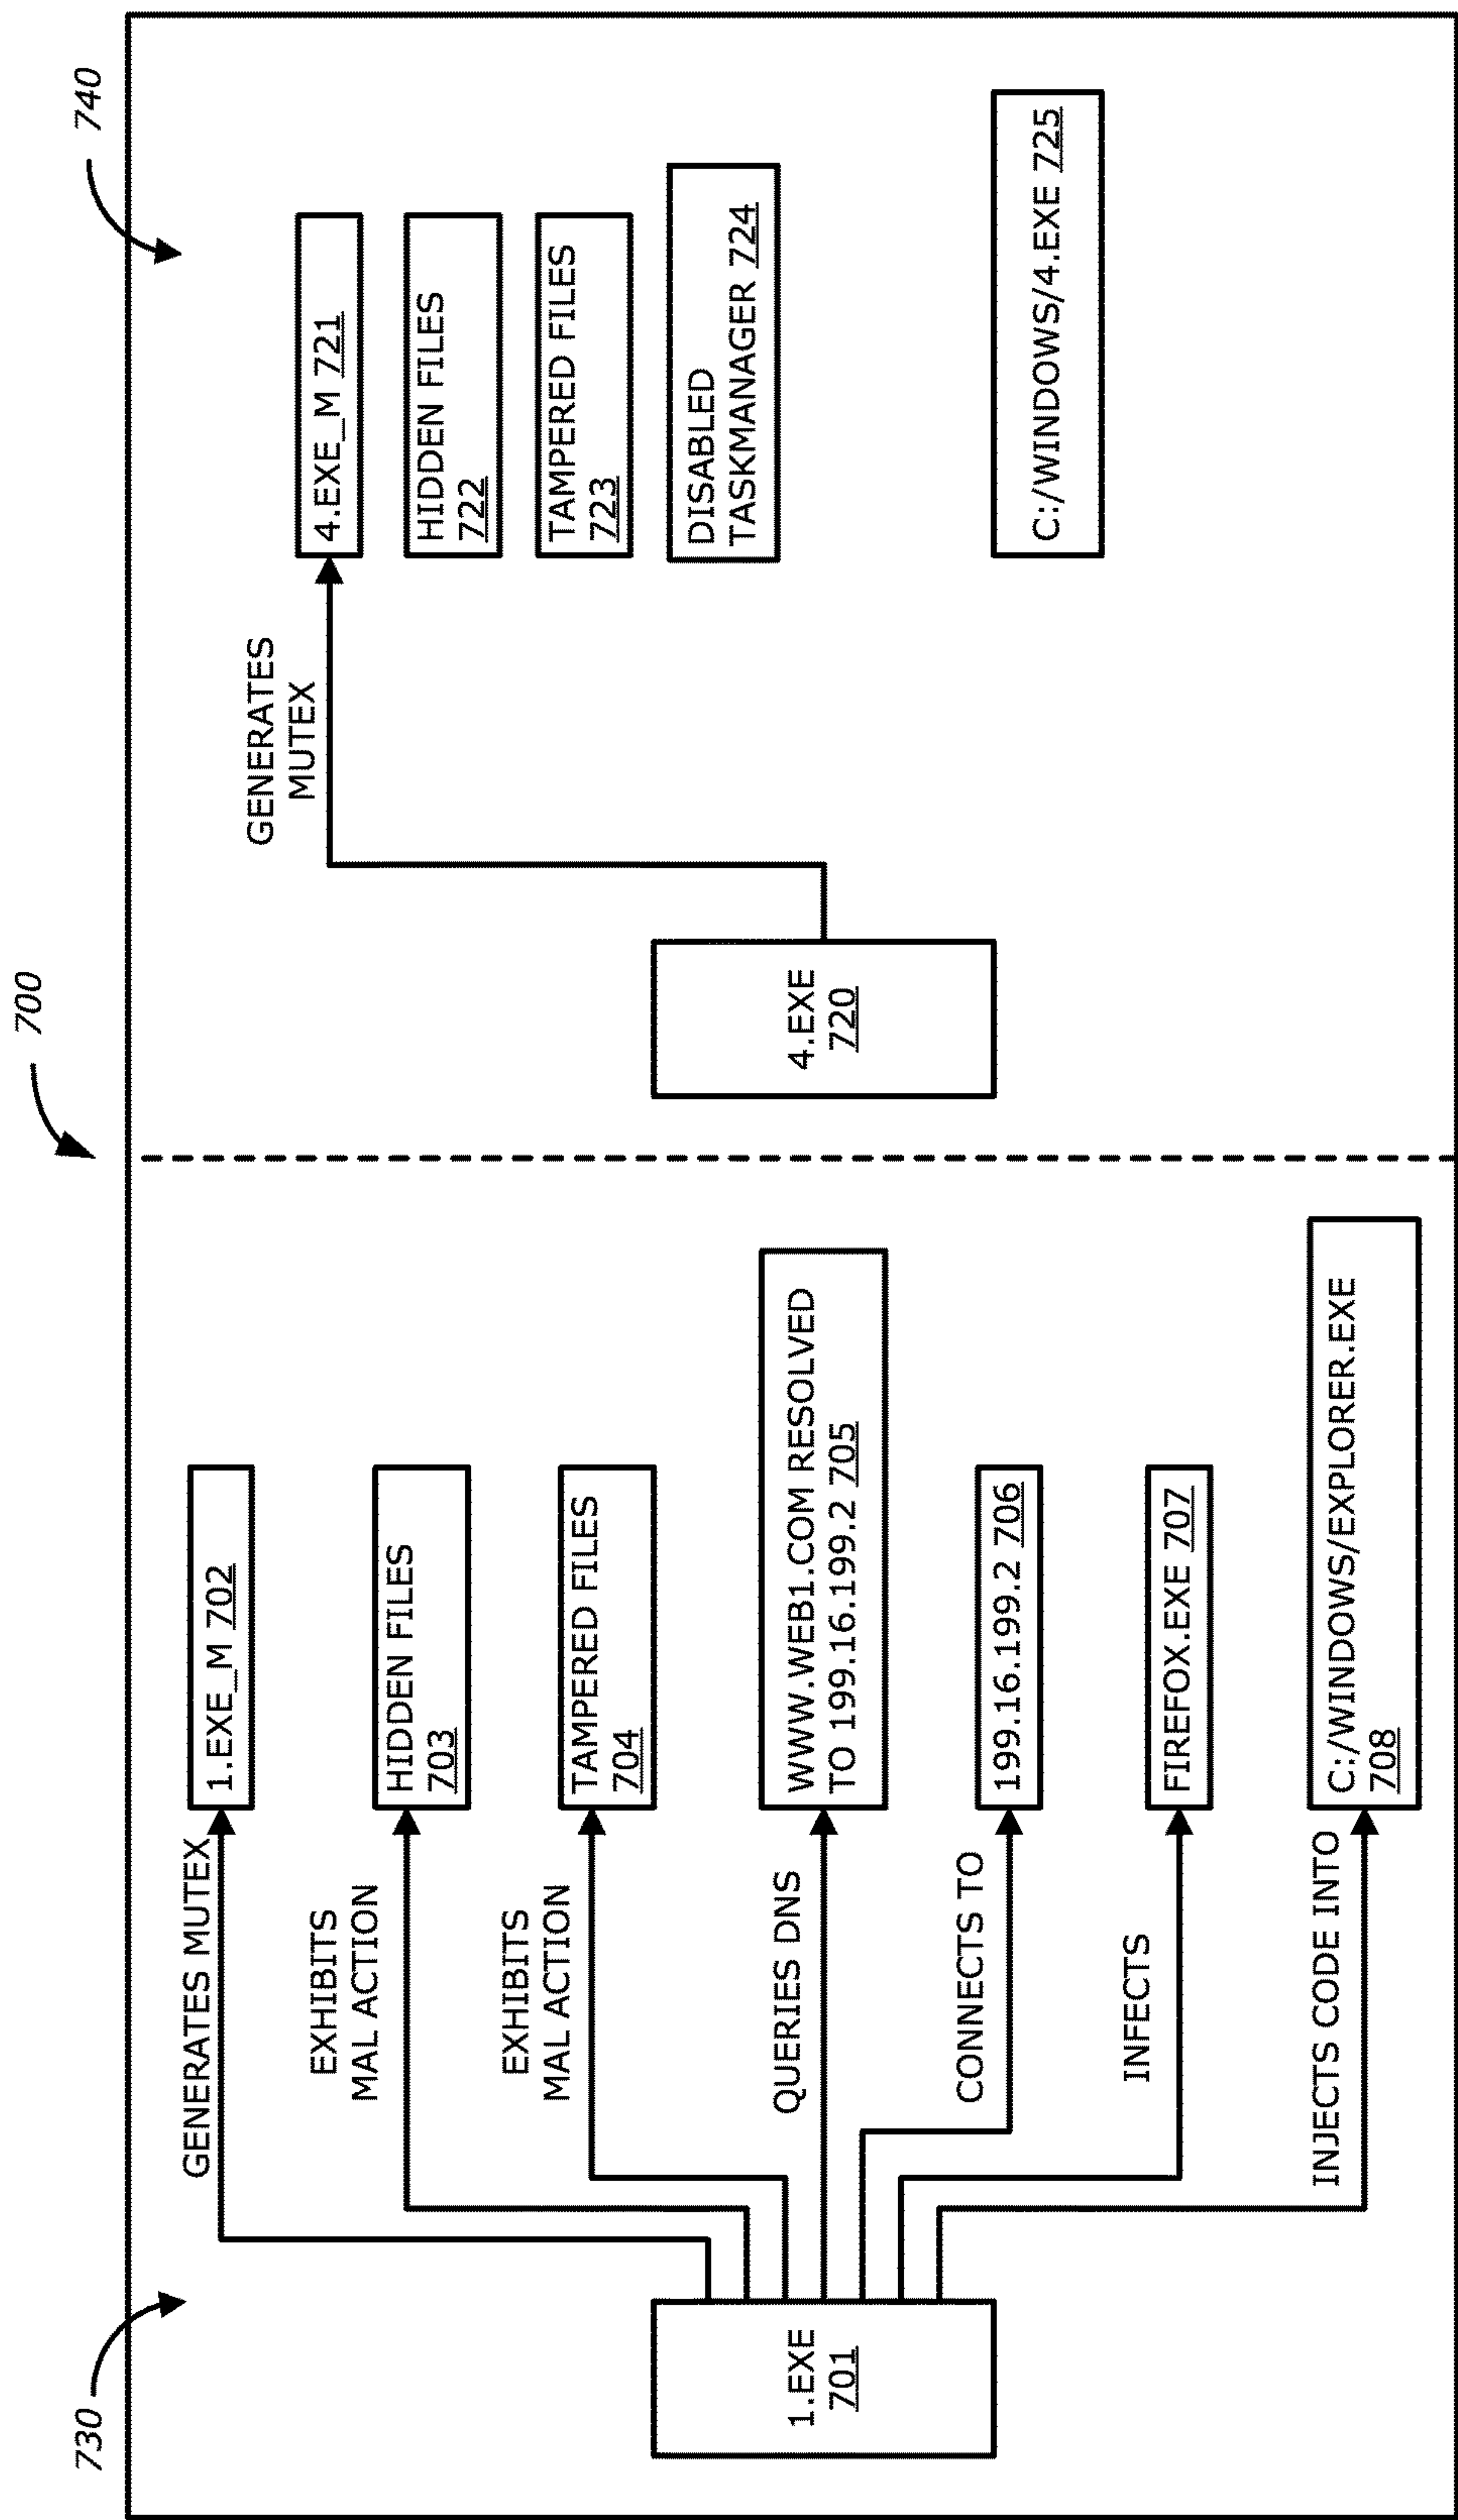 700
730
1.EXE
701
GENERATES MUTEX
1.EXE_M 702
EXHIBITS
MAL ACTION
HIDDEN FILES
703
EXHIBITS
MAL ACTION
TAMPERED FILES
704
QUERIES DNS
WWW.WEB1.COM RESOLVED
TO 199.16.199.2 705
CONNECTS TO
199.16.199.2 706
INFECTS
FIREFOX.EXE 707
INJECTS CODE INTO
C:/WINDOWS/EXPLORER.EXE
708
740
4.EXE
720
GENERATES
MUTEX
4.EXE_M 721
HIDDEN FILES
722
TAMPERED FILES
723
DISABLED
TASKMANAGER 724
C:/WINDOWS/4.EXE 725